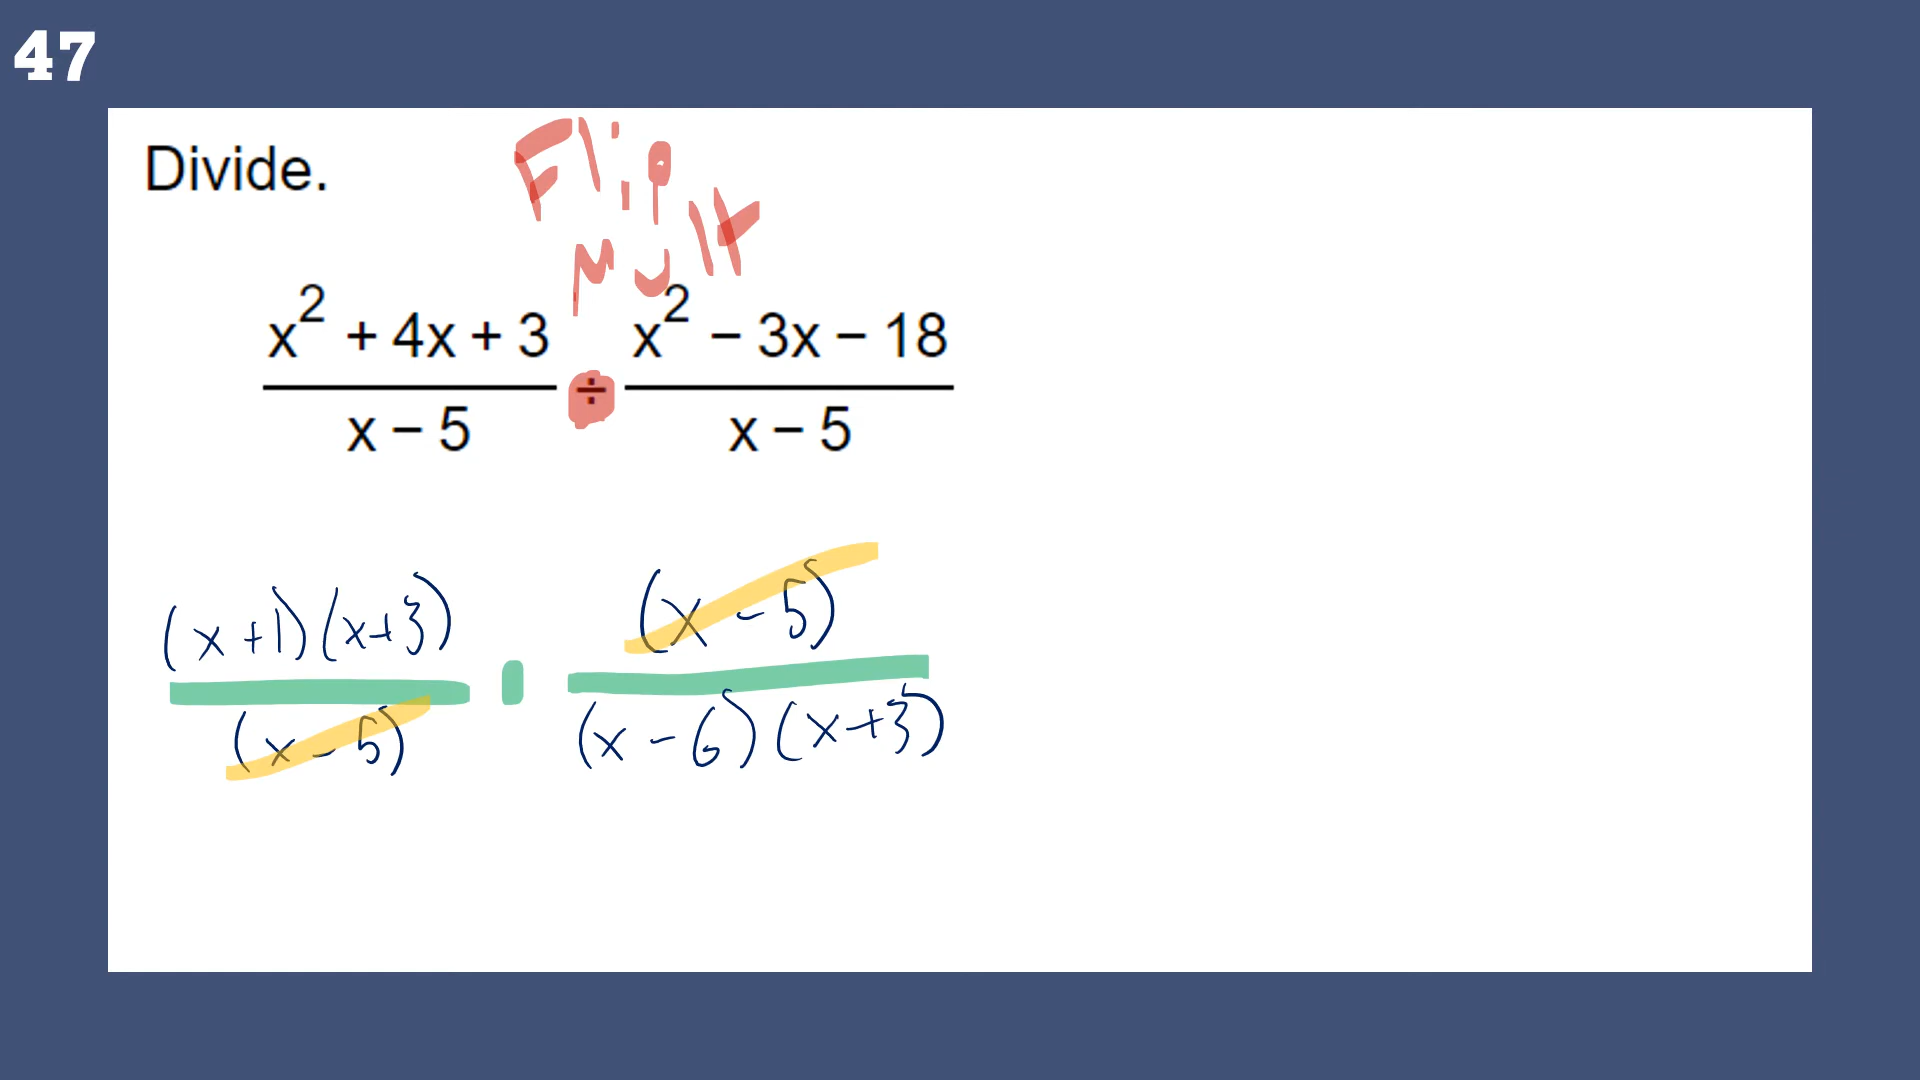 47
Divide.
Flip
Mult
x² + 4x + 3 / x − 5 ÷ x² − 3x − 18 / x − 5
(x+1)(x+3) / (x-5) · (x-5) / (x-6)(x+3)